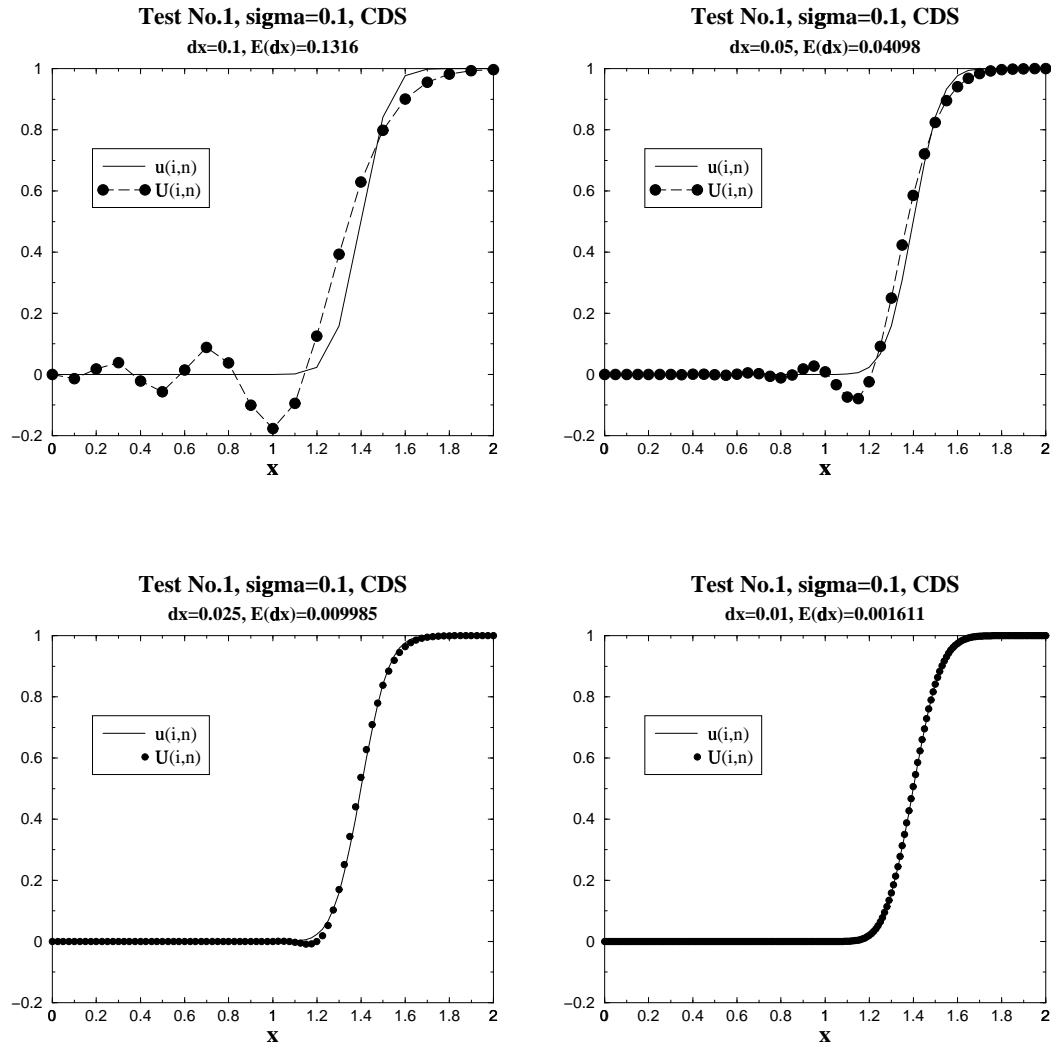 Test No.1, sigma=0.1, CDS
dx=0.1, E(dx)=0.1316
1
0.8
0.6
0.4
0.2
0
−0.2
u(i,n)
U(i,n)
0 0.2 0.4 0.6 0.8 1 1.2 1.4 1.6 1.8 2
x
Test No.1, sigma=0.1, CDS
dx=0.05, E(dx)=0.04098
1
0.8
0.6
0.4
0.2
0
−0.2
u(i,n)
U(i,n)
0 0.2 0.4 0.6 0.8 1 1.2 1.4 1.6 1.8 2
x
Test No.1, sigma=0.1, CDS
dx=0.025, E(dx)=0.009985
1
0.8
0.6
0.4
0.2
0
−0.2
u(i,n)
U(i,n)
0 0.2 0.4 0.6 0.8 1 1.2 1.4 1.6 1.8 2
x
Test No.1, sigma=0.1, CDS
dx=0.01, E(dx)=0.001611
1
0.8
0.6
0.4
0.2
0
−0.2
u(i,n)
U(i,n)
0 0.2 0.4 0.6 0.8 1 1.2 1.4 1.6 1.8 2
x